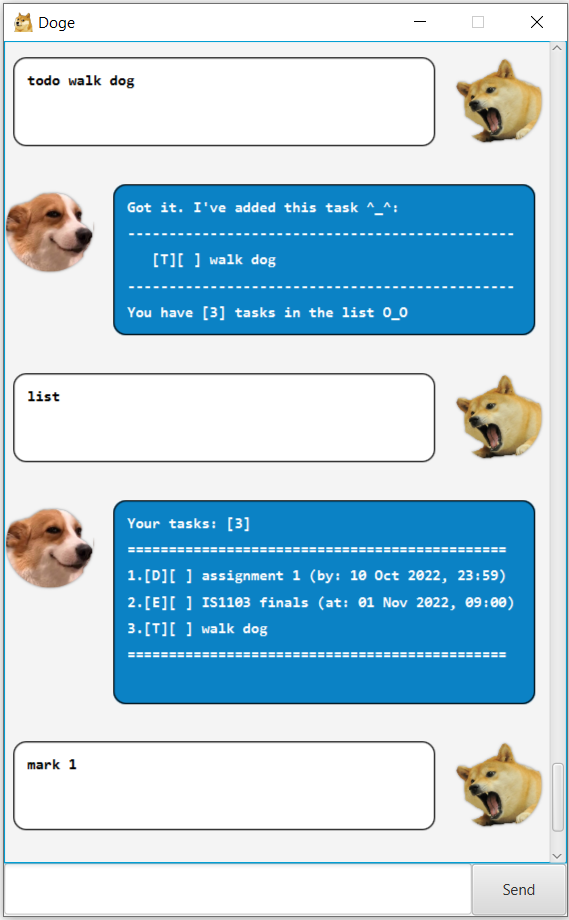 Doge
todo walk dog
Got it. I've added this task ^_^:
-----------------------------------------------
[T][ ] walk dog
-----------------------------------------------
You have [3] tasks in the list O_O
list
Your tasks: [3]
==============================================
1.[D][ ] assignment 1 (by: 10 Oct 2022, 23:59)
2.[E][ ] IS1103 finals (at: 01 Nov 2022, 09:00)
3.[T][ ] walk dog
==============================================
mark 1
Send